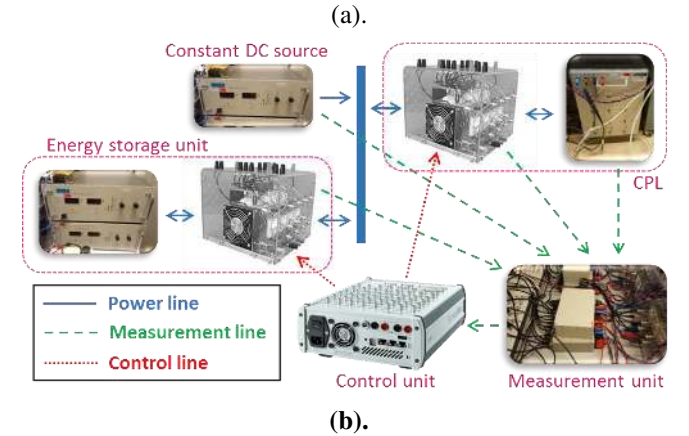 (a).
Constant DC source
Energy storage unit
CPL
Power line
Measurement line
Control line
Control unit
Measurement unit
(b).